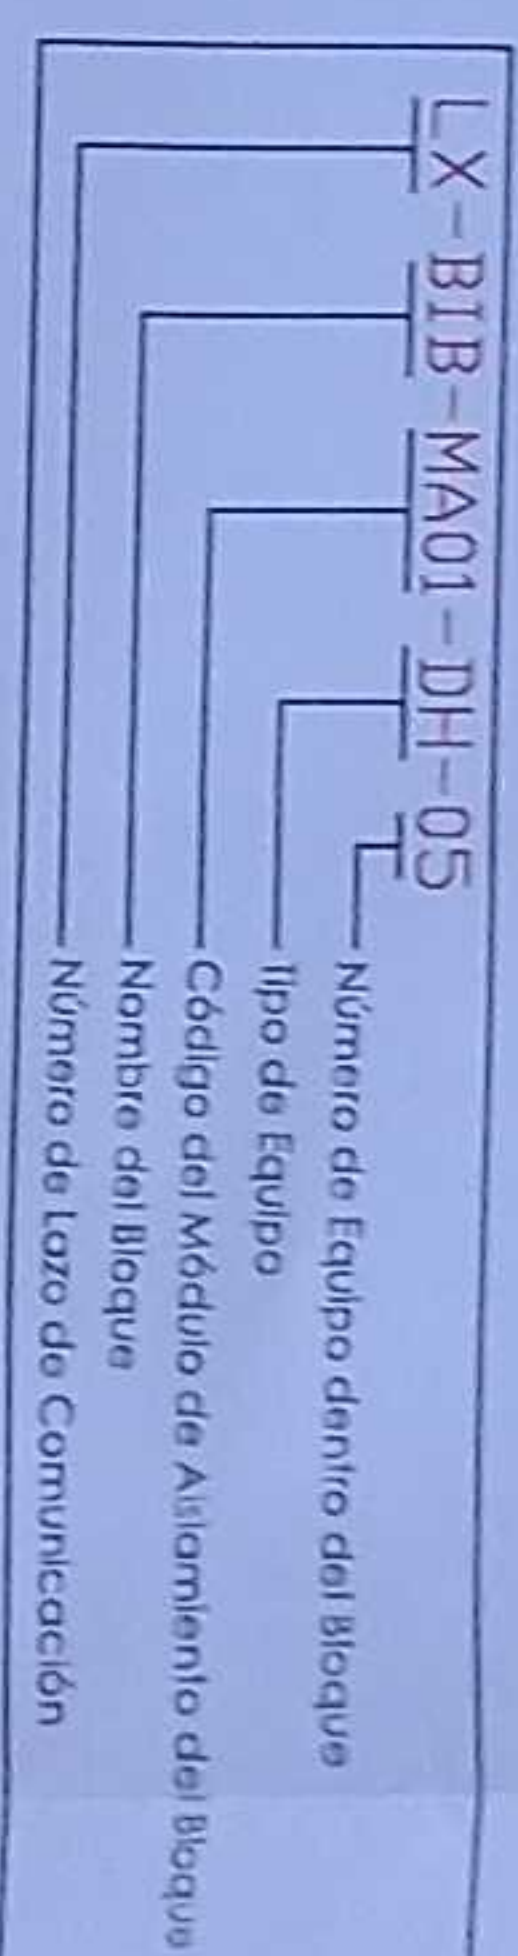 LX-BIB-MA01-DH-05
Número de Equipo dentro del Bloque
Tipo de Equipo
Código del Módulo de Aislamiento del Bloque
Nombre del Bloque
Número de Lazo de Comunicación